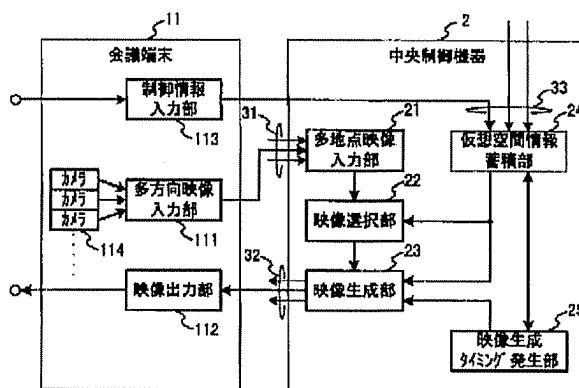 11
会議端末
制御情報
入力部
113
カメラ
カメラ
カメラ
114
多方向映像
入力部
111
映像出力部
112
31
32
2
中央制御機器
21
多地点映像
入力部
22
映像選択部
23
映像生成部
33
24
仮想空間情報
蓄積部
25
映像生成
タイミング発生部